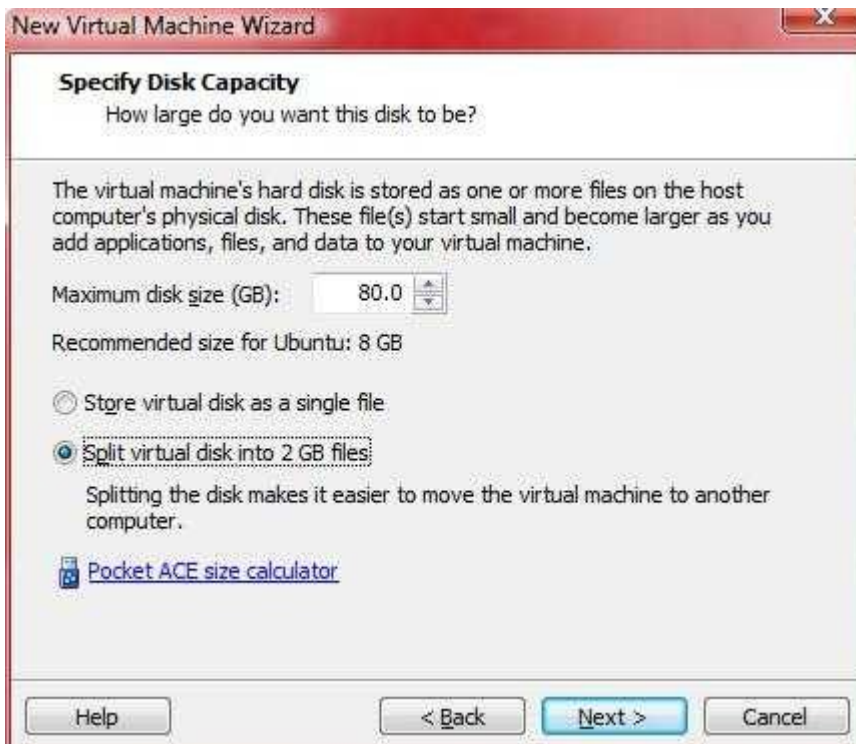 New Virtual Machine Wizard
Specify Disk Capacity
How large do you want this disk to be?
The virtual machine's hard disk is stored as one or more files on the host
computer's physical disk. These file(s) start small and become larger as you
add applications, files, and data to your virtual machine.
Maximum disk size (GB): 80.0
Recommended size for Ubuntu: 8 GB
Store virtual disk as a single file
Split virtual disk into 2 GB files
Splitting the disk makes it easier to move the virtual machine to another
computer.
Pocket ACE size calculator
Help < Back Next > Cancel